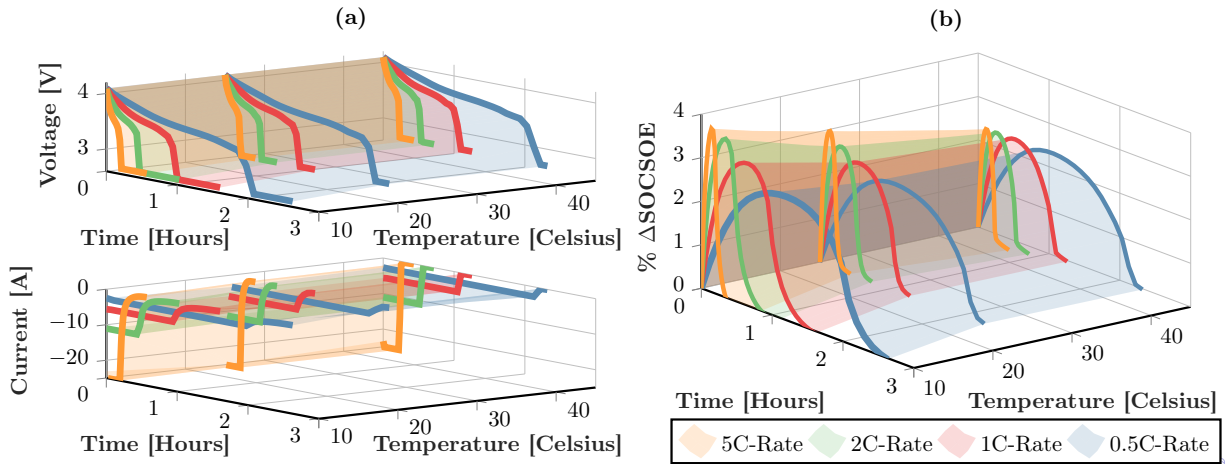 (a)
Voltage [V]
4
3
0
1
2
3
Time [Hours]
10
20
30
40
Temperature [Celsius]
Current [A]
0
−10
−20
0
1
2
3
Time [Hours]
10
20
30
40
Temperature [Celsius]
(b)
% ΔSOCSOE
4
3
2
1
0
0
1
2
3
Time [Hours]
10
20
30
40
Temperature [Celsius]
5C-Rate 2C-Rate 1C-Rate 0.5C-Rate